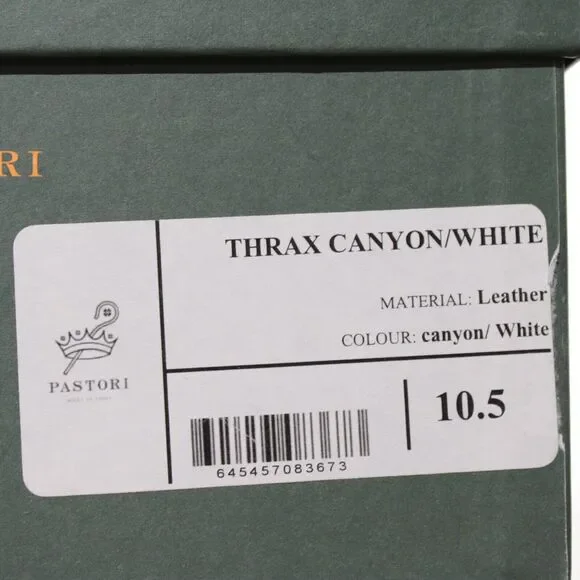 RI
THRAX CANYON/WHITE
MATERIAL: Leather
COLOUR: canyon/ White
PASTORI
10.5
645457083673